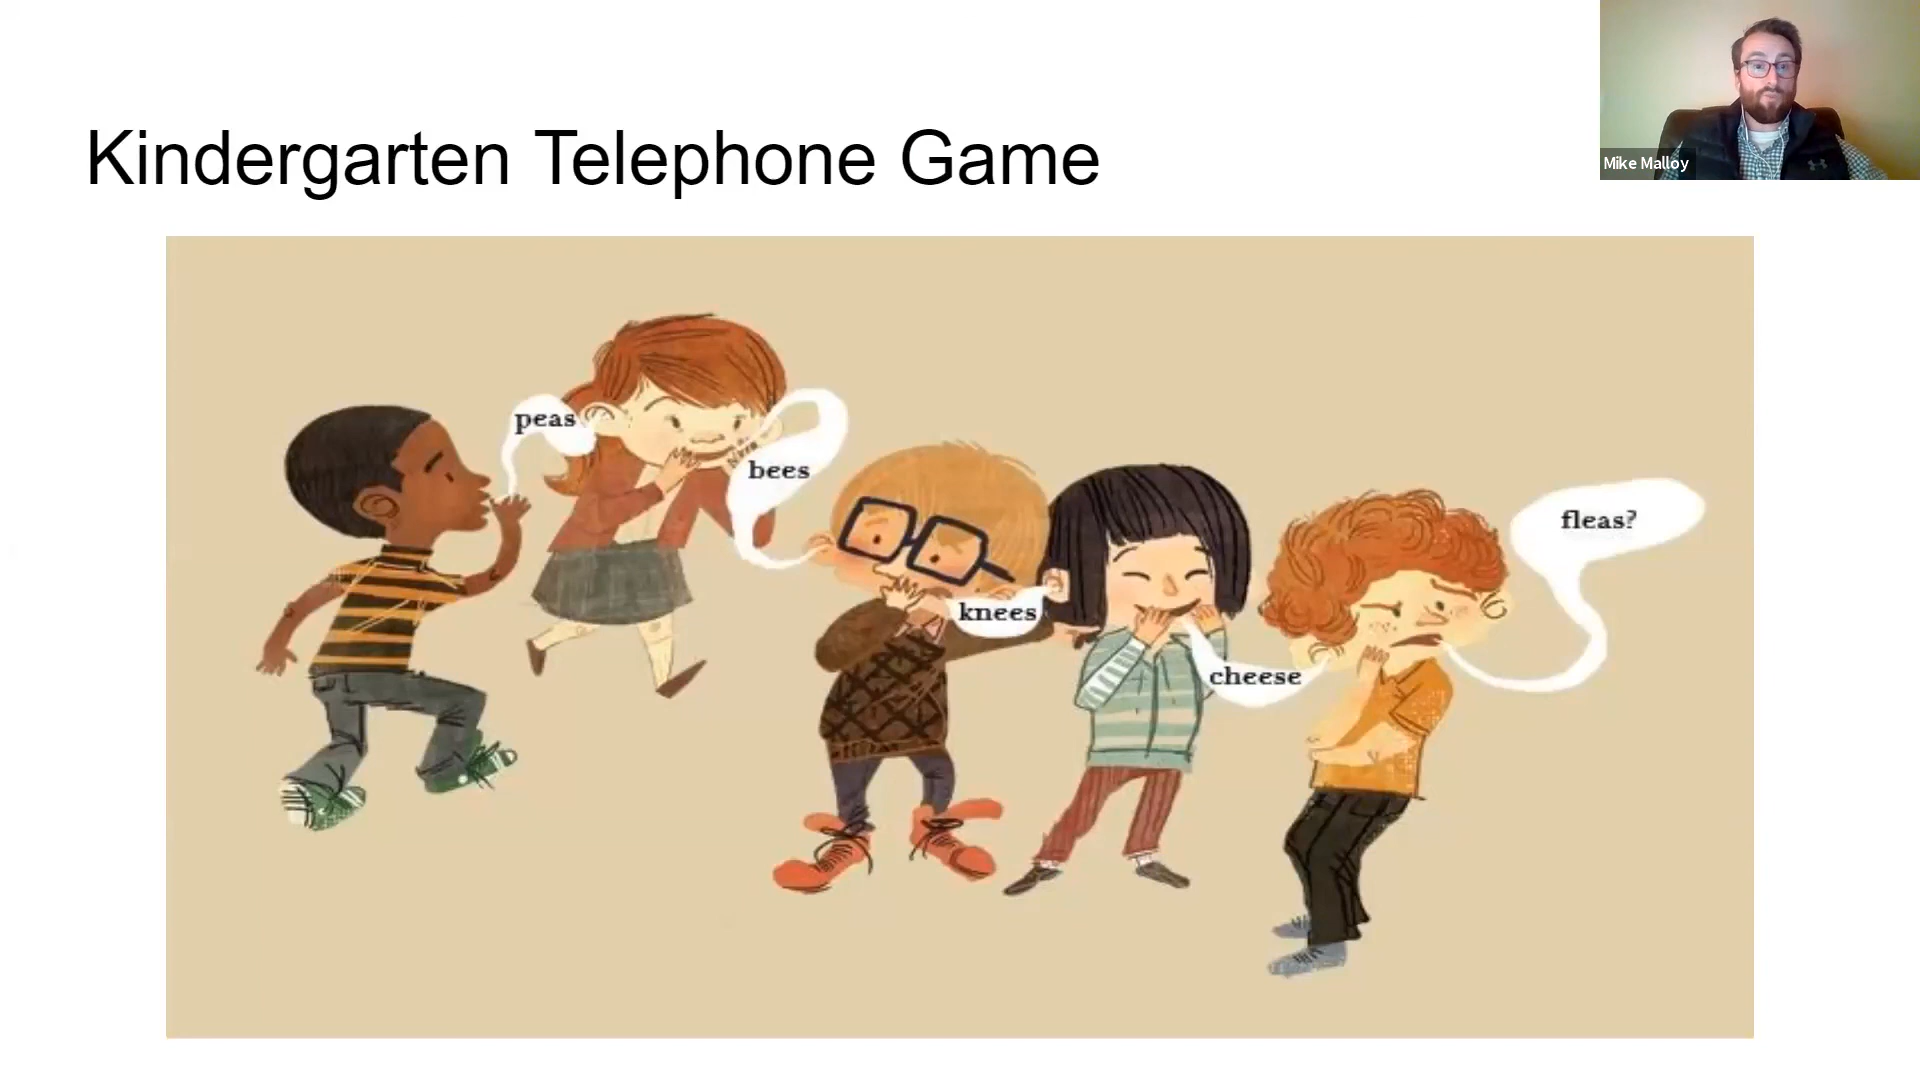 Kindergarten Telephone Game
Mike Malloy
peas
bees
knees
cheese
fleas?